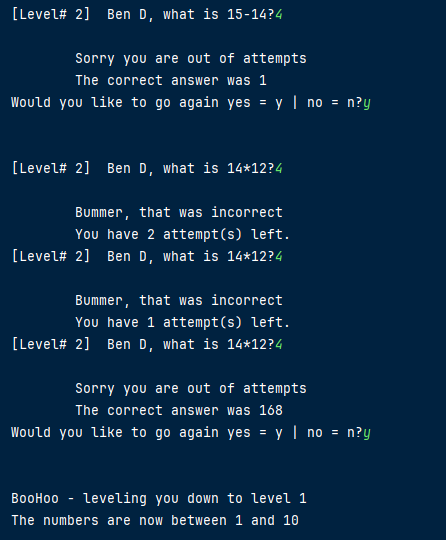 [Level# 2]  Ben D, what is 15-14?4
Sorry you are out of attempts
The correct answer was 1
Would you like to go again yes = y | no = n?y
[Level# 2]  Ben D, what is 14*12?4
Bummer, that was incorrect
You have 2 attempt(s) left.
[Level# 2]  Ben D, what is 14*12?4
Bummer, that was incorrect
You have 1 attempt(s) left.
[Level# 2]  Ben D, what is 14*12?4
Sorry you are out of attempts
The correct answer was 168
Would you like to go again yes = y | no = n?y
BooHoo - leveling you down to level 1
The numbers are now between 1 and 10